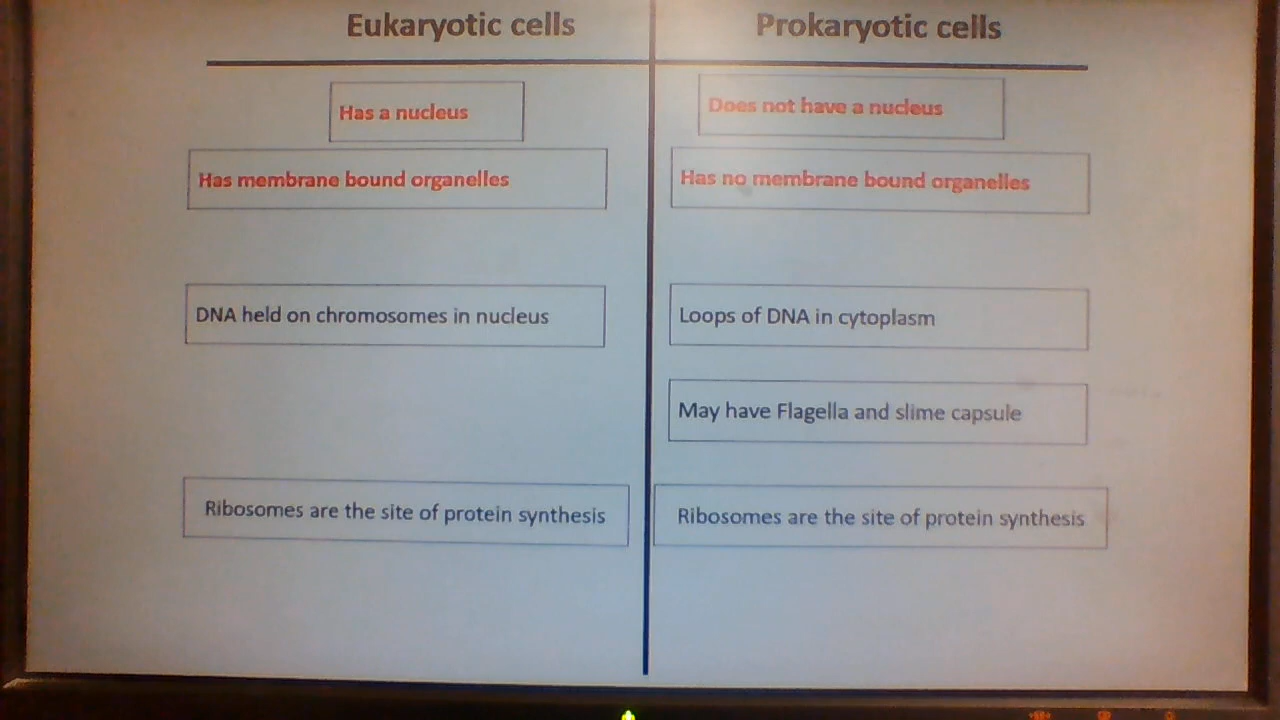 Eukaryotic cells
Prokaryotic cells
Has a nucleus
Does not have a nucleus
Has membrane bound organelles
Has no membrane bound organelles
DNA held on chromosomes in nucleus
Loops of DNA in cytoplasm
May have Flagella and slime capsule
Ribosomes are the site of protein synthesis
Ribosomes are the site of protein synthesis